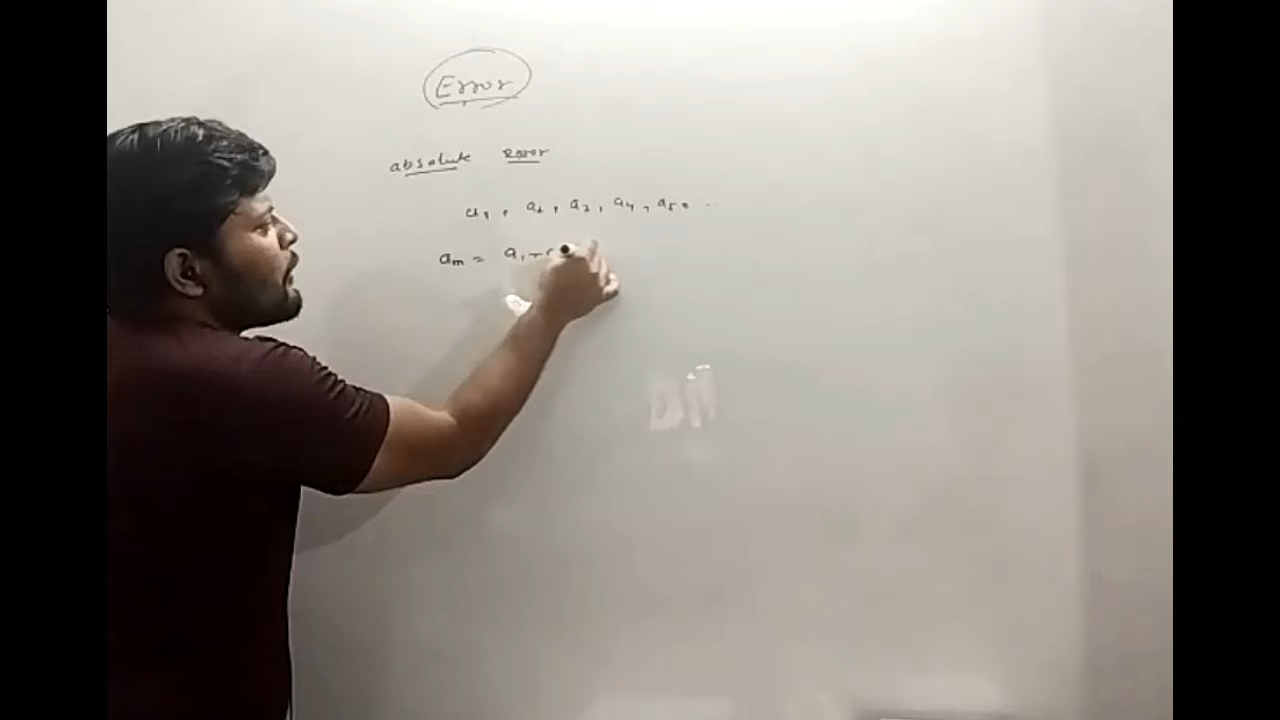 Error
absolute error
a₁, a₂, a₃, a₄, a₅, ...
aₘ = a₁ +